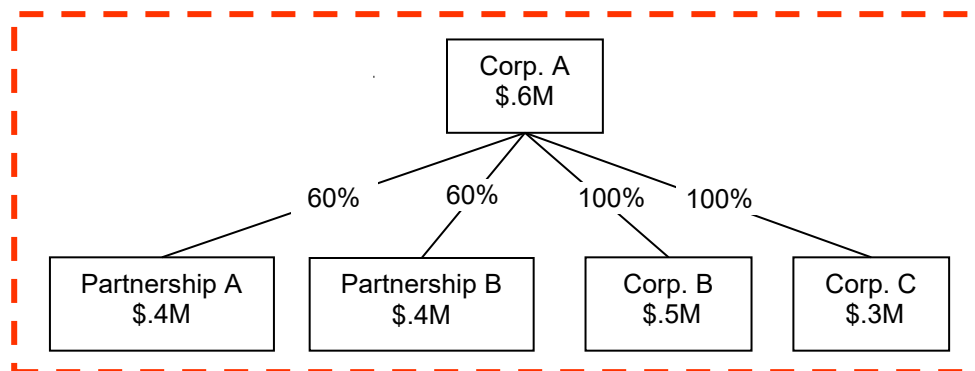 Corp. A
$.6M
60%
60%
100%
100%
Partnership A
$.4M
Partnership B
$.4M
Corp. B
$.5M
Corp. C
$.3M